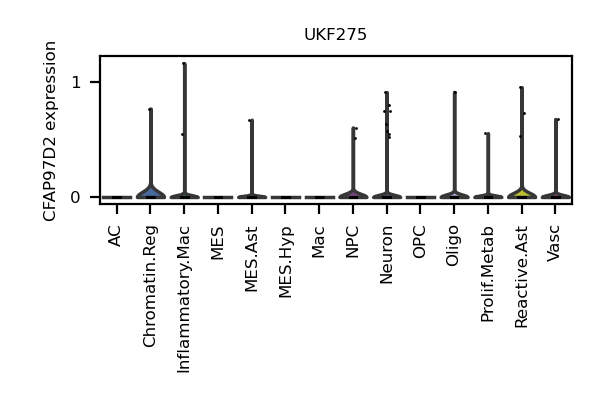 UKF275
CFAP97D2 expression
1
0
AC
Chromatin.Reg
Inflammatory.Mac
MES
MES.Ast
MES.Hyp
Mac
NPC
Neuron
OPC
Oligo
Prolif.Metab
Reactive.Ast
Vasc